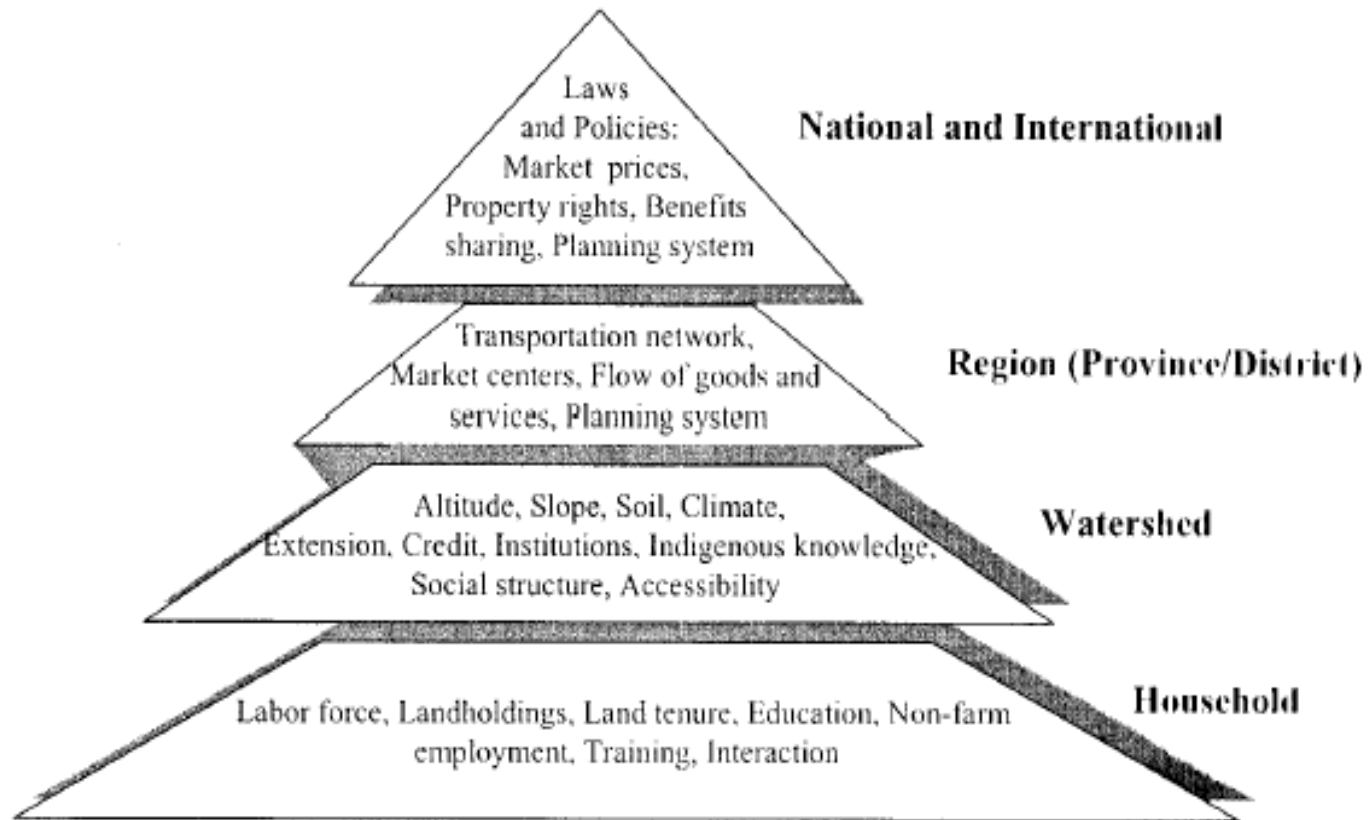 Laws
and Policies:
Market prices,
Property rights, Benefits
sharing, Planning system
National and International
Transportation network,
Market centers, Flow of goods and
services, Planning system
Region (Province/District)
Altitude, Slope, Soil, Climate,
Extension, Credit, Institutions, Indigenous knowledge,
Social structure, Accessibility
Watershed
Labor force, Landholdings, Land tenure, Education, Non-farm
employment, Training, Interaction
Household